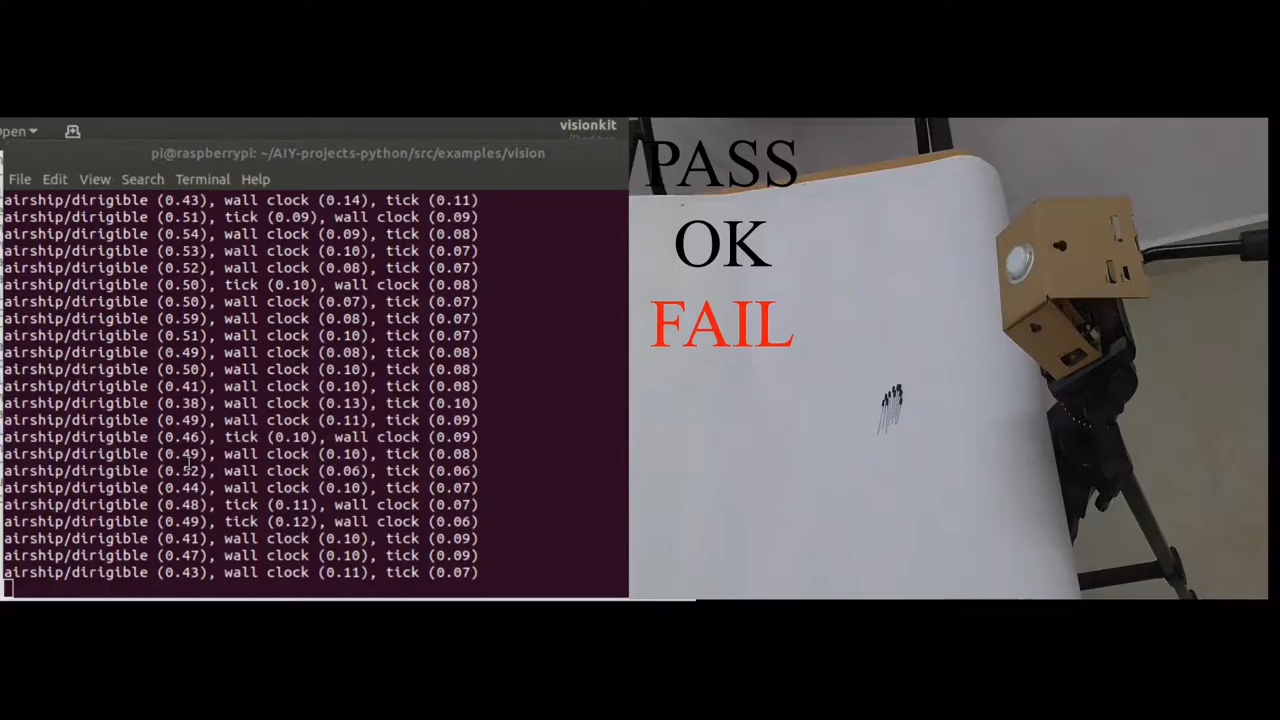 Open
visionkit
pi@raspberrypi: ~/AIY-projects-python/src/examples/vision
File Edit View Search Terminal Help
airship/dirigible (0.43), wall clock (0.14), tick (0.11)
airship/dirigible (0.51), tick (0.09), wall clock (0.09)
airship/dirigible (0.54), wall clock (0.09), tick (0.08)
airship/dirigible (0.53), wall clock (0.10), tick (0.07)
airship/dirigible (0.52), wall clock (0.08), tick (0.07)
airship/dirigible (0.50), tick (0.10), wall clock (0.08)
airship/dirigible (0.50), wall clock (0.07), tick (0.07)
airship/dirigible (0.59), wall clock (0.08), tick (0.07)
airship/dirigible (0.51), wall clock (0.10), tick (0.07)
airship/dirigible (0.49), wall clock (0.08), tick (0.08)
airship/dirigible (0.50), wall clock (0.10), tick (0.08)
airship/dirigible (0.41), wall clock (0.10), tick (0.08)
airship/dirigible (0.38), wall clock (0.13), tick (0.10)
airship/dirigible (0.49), wall clock (0.11), tick (0.09)
airship/dirigible (0.46), tick (0.10), wall clock (0.09)
airship/dirigible (0.49), wall clock (0.10), tick (0.08)
airship/dirigible (0.52), wall clock (0.06), tick (0.06)
airship/dirigible (0.44), wall clock (0.10), tick (0.07)
airship/dirigible (0.48), tick (0.11), wall clock (0.07)
airship/dirigible (0.49), tick (0.12), wall clock (0.06)
airship/dirigible (0.41), wall clock (0.10), tick (0.09)
airship/dirigible (0.47), wall clock (0.10), tick (0.09)
airship/dirigible (0.43), wall clock (0.11), tick (0.07)
PASS
OK
FAIL